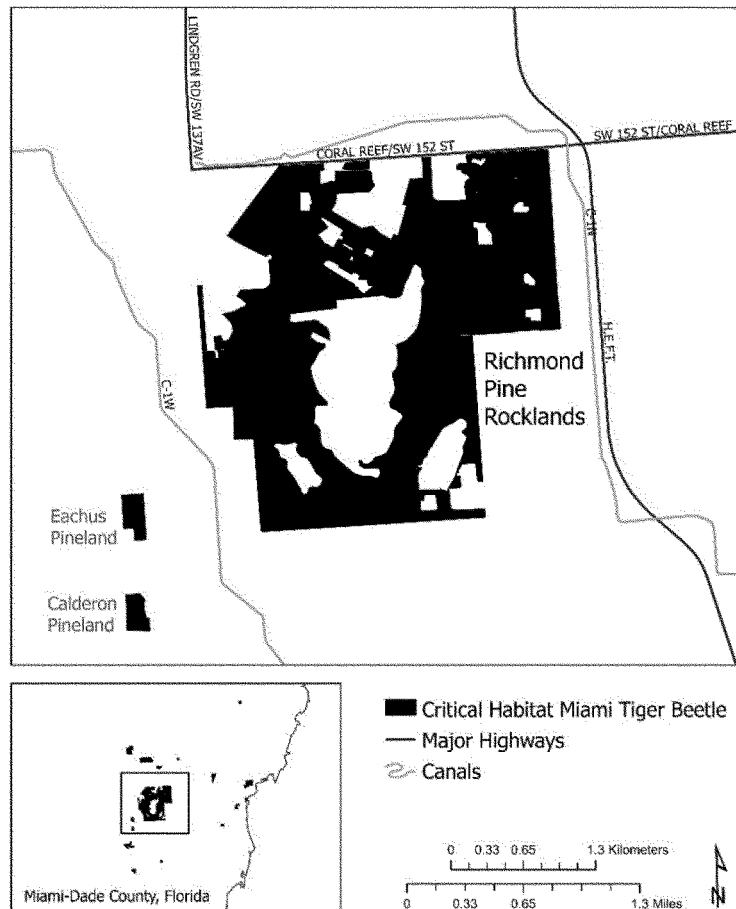 LINDGREN RD/SW 137AV
CORAL REEF/SW 152 ST
SW 152 ST/CORAL REEF
C-1N
H.E.F.T.
C-1W
Richmond
Pine
Rocklands
Eachus
Pineland
Calderon
Pineland
Miami-Dade County, Florida
Critical Habitat Miami Tiger Beetle
Major Highways
Canals
0 0.33 0.65 1.3 Kilometers
0 0.33 0.65 1.3 Miles
N